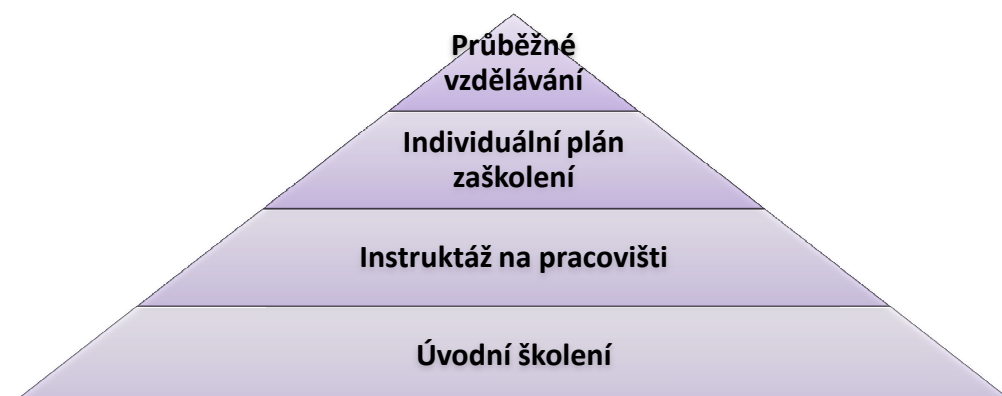 Průběžné
vzdělávání
Individuální plán
zaškolení
Instruktáž na pracovišti
Úvodní školení